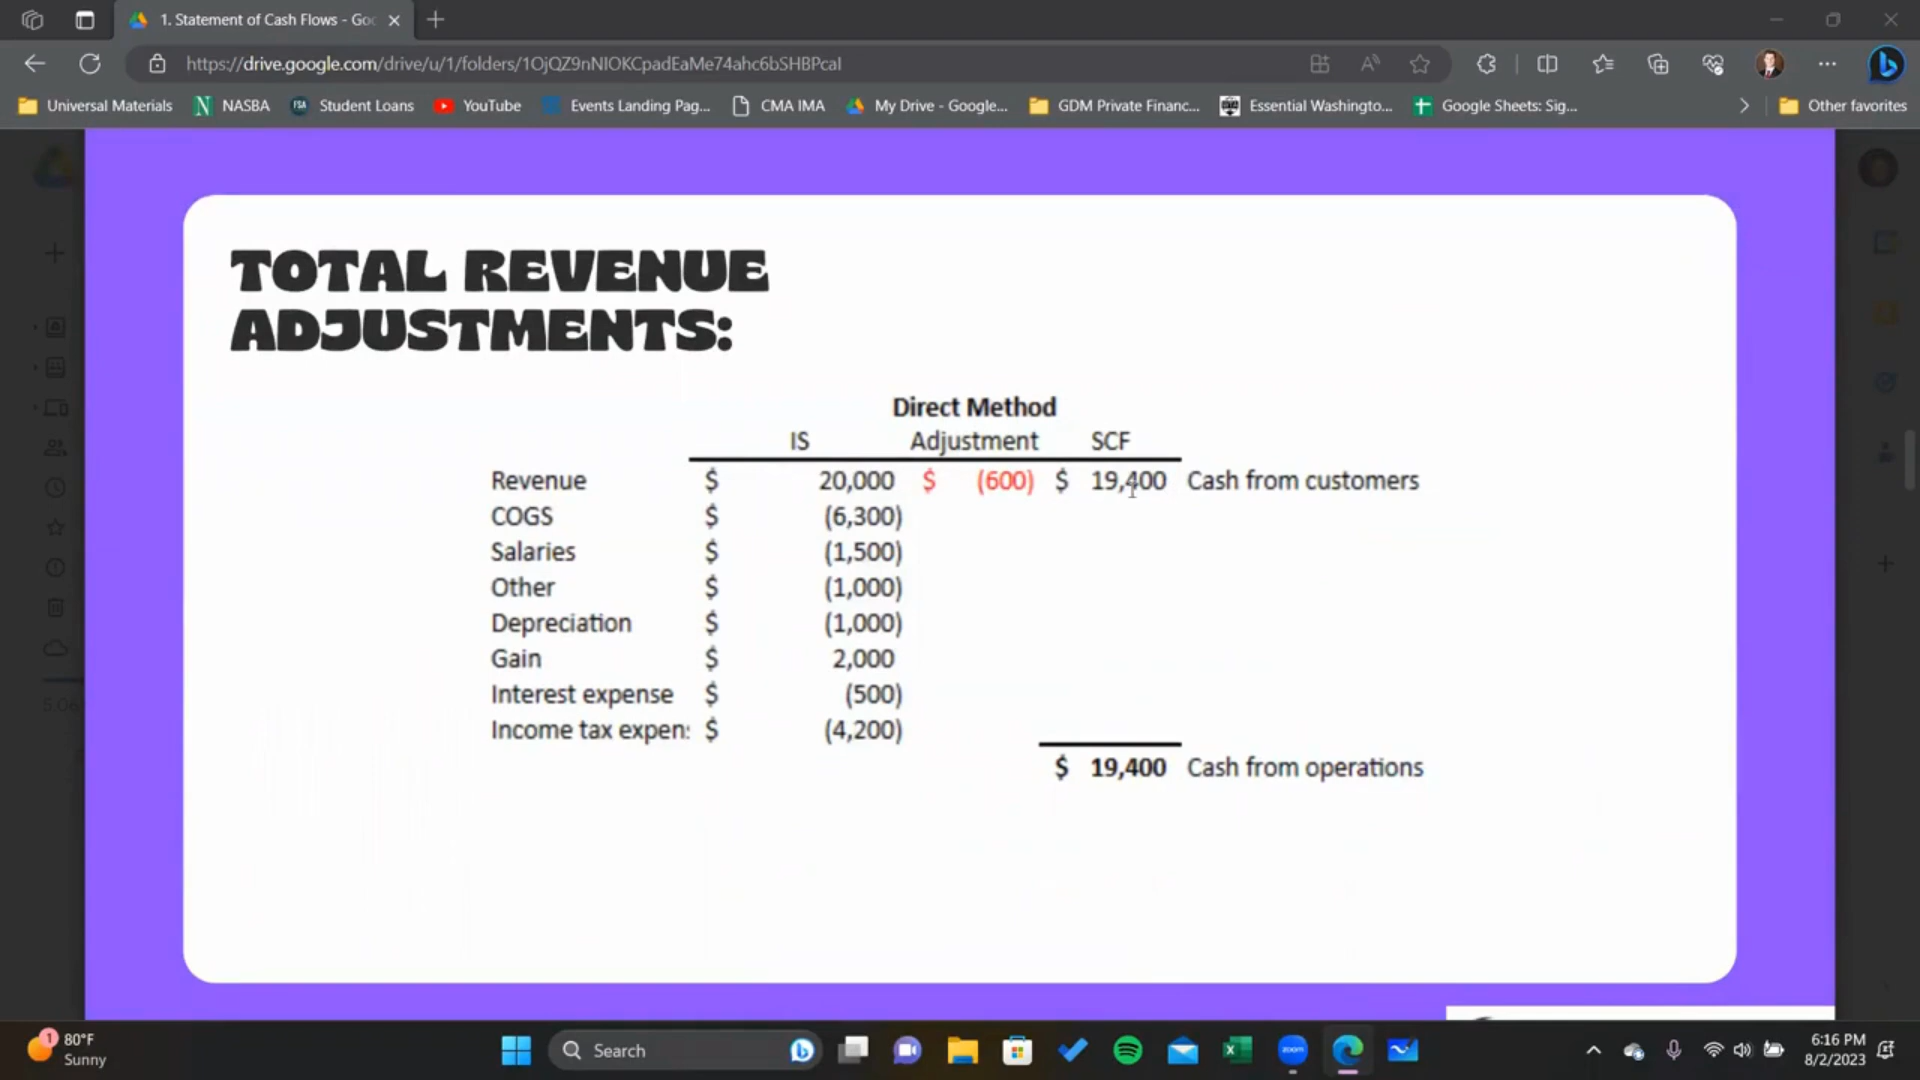 1. Statement of Cash Flows - Goo
https://drive.google.com/drive/u/1/folders/1OjQZ9nNIOKCpadEaMe74ahc6bSHBPcaI
Universal Materials NASBA FSA Student Loans YouTube Events Landing Pag... CMA IMA My Drive - Google... GDM Private Financ... Essential Washingto... Google Sheets: Sig... Other favorites
TOTAL REVENUE
ADJUSTMENTS:
Direct Method
IS Adjustment SCF
Revenue $ 20,000 $ (600) $ 19,400 Cash from customers
COGS $ (6,300)
Salaries $ (1,500)
Other $ (1,000)
Depreciation $ (1,000)
Gain $ 2,000
Interest expense $ (500)
Income tax expen $ (4,200)
$ 19,400 Cash from operations
1 80°F
Sunny
Search
zoom
6:16 PM
8/2/2023